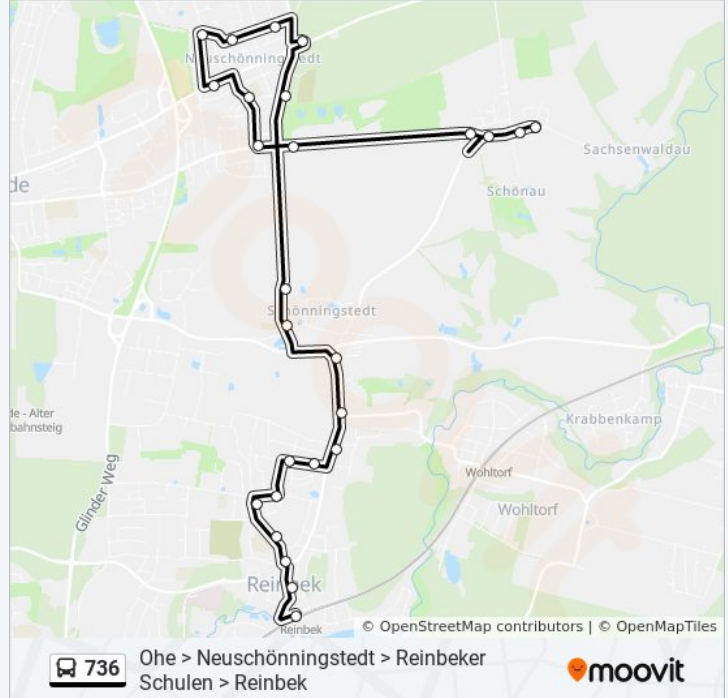 Neuschönningstedt
Sachsenwaldau
de
Schönau
Schönningstedt
de - Alter
bahnsteig
Krabbenkamp
Glinder Weg
Wohltorf
Wohltorf
Reinbek
Reinbek
© OpenStreetMap contributors | © OpenMapTiles
736
Ohe > Neuschönningstedt > Reinbeker
Schulen > Reinbek
moovit